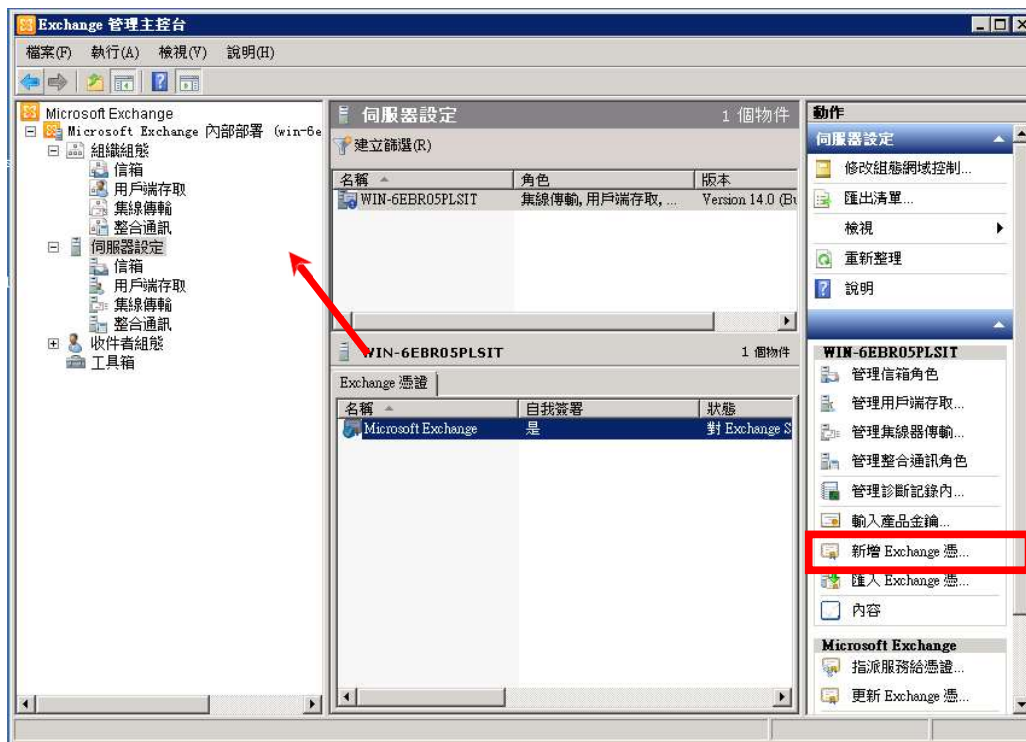 Exchange 管理主控台
檔案(F) 執行(A) 檢視(V) 說明(H)
Microsoft Exchange
Microsoft Exchange 內部部署 (win-6e
組織組態
信箱
用戶端存取
集線傳輸
整合通訊
伺服器設定
信箱
用戶端存取
集線傳輸
整合通訊
收件者組態
工具箱
伺服器設定 1 個物件
建立篩選(R)
名稱 角色 版本
WIN-6EBR05PLSIT 集線傳輸, 用戶端存取, ... Version 14.0 (Bu
WIN-6EBR05PLSIT 1 個物件
Exchange 憑證
名稱 自我簽署 狀態
Microsoft Exchange 是 對 Exchange S
動作
伺服器設定
修改組態網域控制...
匯出清單...
檢視
重新整理
說明
WIN-6EBR05PLSIT
管理信箱角色
管理用戶端存取...
管理集線器傳輸...
管理整合通訊角色
管理診斷記錄內...
輸入產品金鑰...
新增 Exchange 憑...
匯入 Exchange 憑...
內容
Microsoft Exchange
指派服務給憑證...
更新 Exchange 憑...